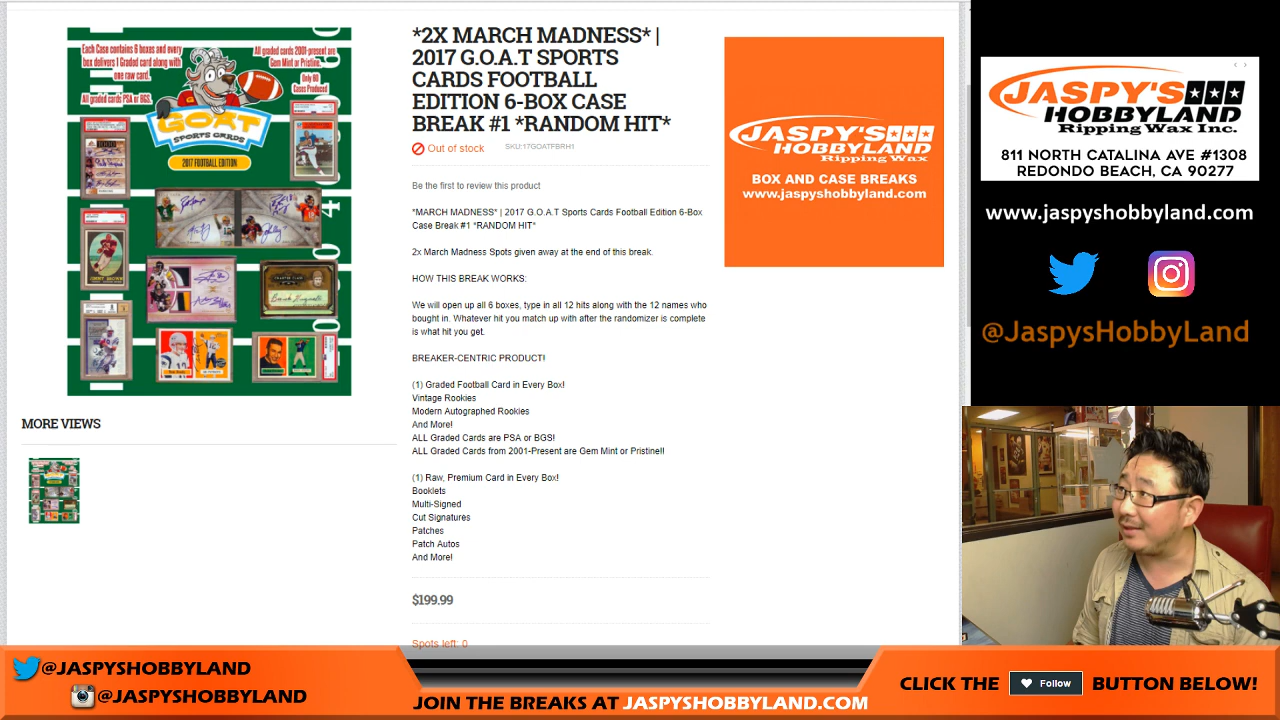 Each Case contains 6 boxes and every
box delivers 1 Graded card along with
one raw card.
All graded cards PSA or BGS.
All graded cards 2001-present are
Gem Mint or Pristine.
Only 60
Cases Produced
GOAT
SPORTS CARDS
2017 FOOTBALL EDITION
MORE VIEWS
*2X MARCH MADNESS* |
2017 G.O.A.T SPORTS
CARDS FOOTBALL
EDITION 6-BOX CASE
BREAK #1 *RANDOM HIT*
Out of stock SKU:17GOATFBRH1
Be the first to review this product
*MARCH MADNESS* | 2017 G.O.A.T Sports Cards Football Edition 6-Box
Case Break #1 *RANDOM HIT*
2x March Madness Spots given away at the end of this break.
HOW THIS BREAK WORKS:
We will open up all 6 boxes, type in all 12 hits along with the 12 names who
bought in. Whatever hit you match up with after the randomizer is complete
is what hit you get.
BREAKER-CENTRIC PRODUCT!
(1) Graded Football Card in Every Box!
Vintage Rookies
Modern Autographed Rookies
And More!
ALL Graded Cards are PSA or BGS!
ALL Graded Cards from 2001-Present are Gem Mint or Pristine!!
(1) Raw, Premium Card in Every Box!
Booklets
Multi-Signed
Cut Signatures
Patches
Patch Autos
And More!
$199.99
Spots left: 0
JASPY'S
HOBBYLAND
Ripping Wax
BOX AND CASE BREAKS
www.jaspyshobbyland.com
JASPY'S
HOBBYLAND
Ripping Wax Inc.
811 NORTH CATALINA AVE #1308
REDONDO BEACH, CA 90277
www.jaspyshobbyland.com
@JaspysHobbyLand
@JASPYSHOBBYLAND
@JASPYSHOBBYLAND
JOIN THE BREAKS AT JASPYSHOBBYLAND.COM
CLICK THE Follow BUTTON BELOW!